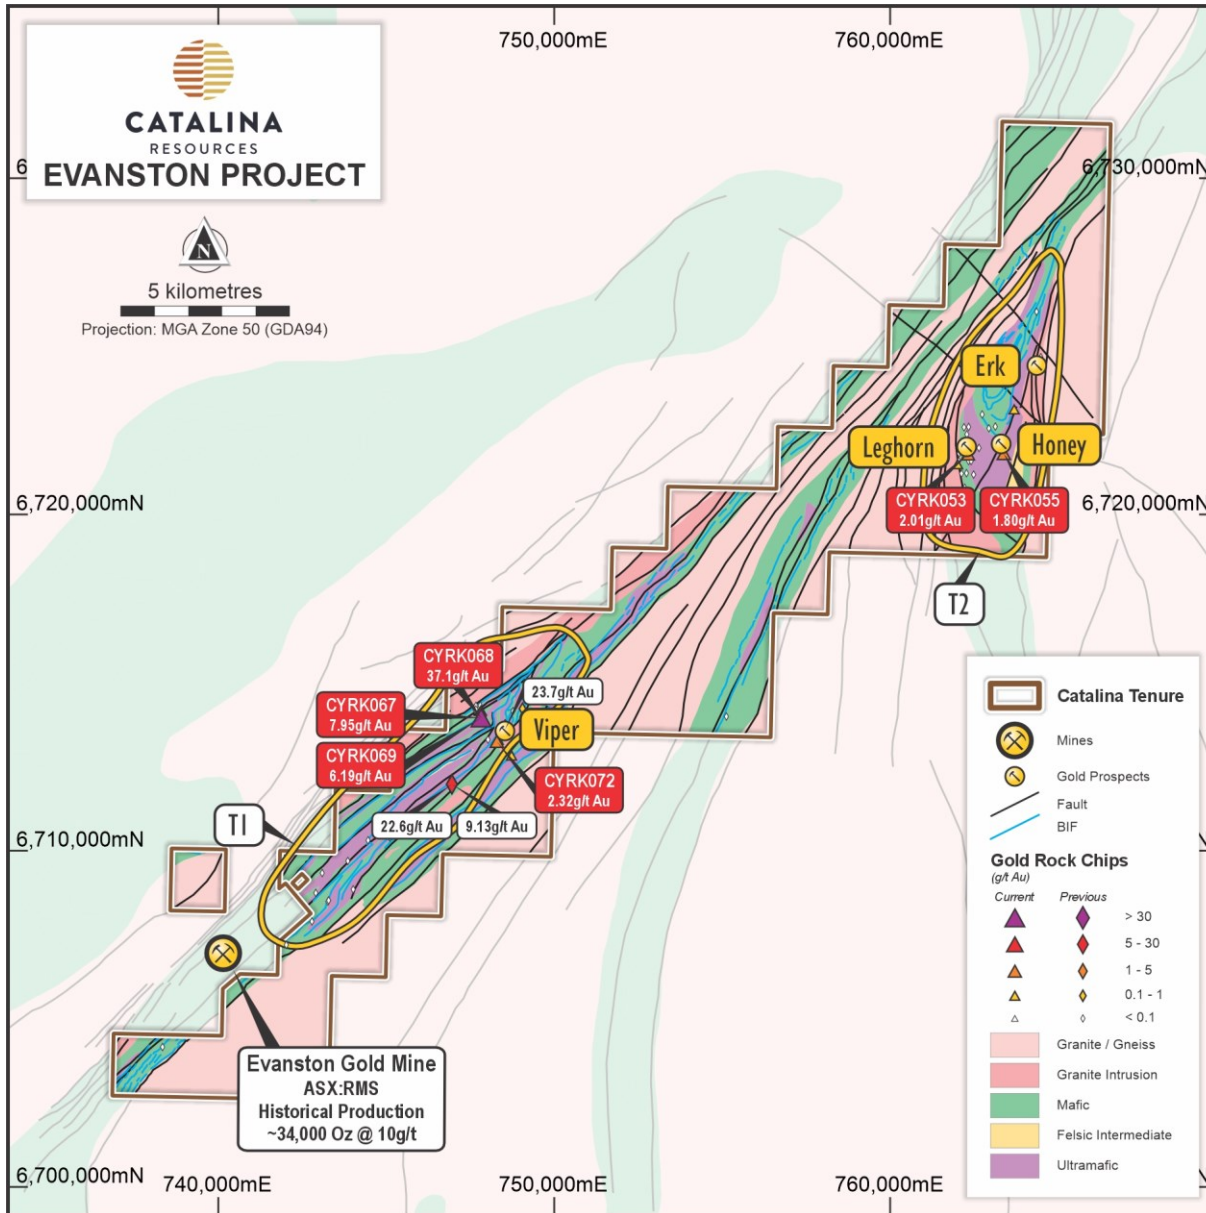 750,000mE
760,000mE
CATALINA
RESOURCES
EVANSTON PROJECT
6
6,730,000mN
N
5 kilometres
Projection: MGA Zone 50 (GDA94)
Erk
Leghorn
Honey
CYRK053
2.01g/t Au
CYRK055
1.80g/t Au
6,720,000mN
6,720,000mN
T2
CYRK068
37.1g/t Au
23.7g/t Au
CYRK067
7.95g/t Au
Viper
CYRK069
6.19g/t Au
CYRK072
2.32g/t Au
T1
22.6g/t Au
9.13g/t Au
6,710,000mN
Evanston Gold Mine
ASX:RMS
Historical Production
~34,000 Oz @ 10g/t
6,700,000mN
740,000mE
750,000mE
760,000mE
Catalina Tenure
Mines
Gold Prospects
Fault
BIF
Gold Rock Chips
(g/t Au)
Current Previous
> 30
5 - 30
1 - 5
0.1 - 1
< 0.1
Granite / Gneiss
Granite Intrusion
Mafic
Felsic Intermediate
Ultramafic